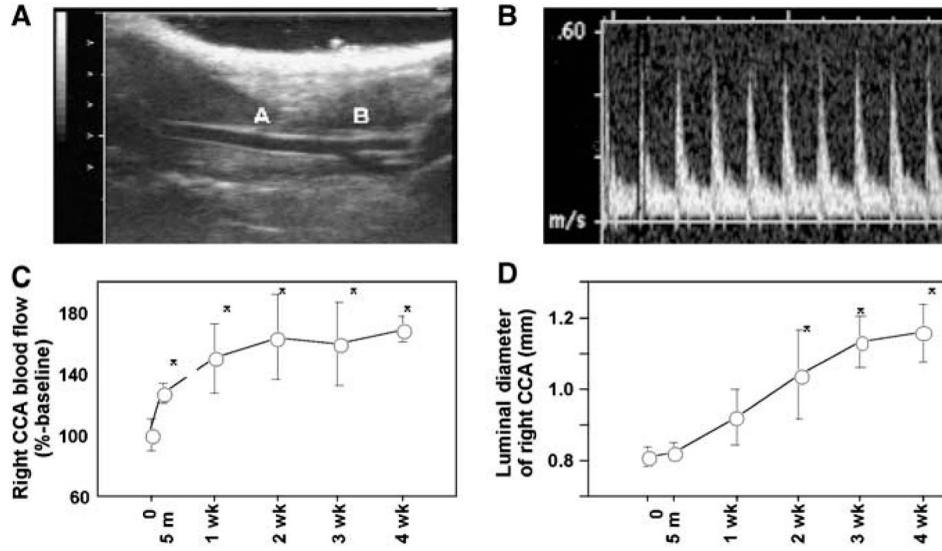 A
A
B
B
.60
m/s
C
Right CCA blood flow
(%-baseline)
180
140
100
60
0
5 m
1 wk
2 wk
3 wk
4 wk
*
*
*
*
*
D
Luminal diameter
of right CCA (mm)
1.2
1.0
0.8
0
5 m
1 wk
2 wk
3 wk
4 wk
*
*
*